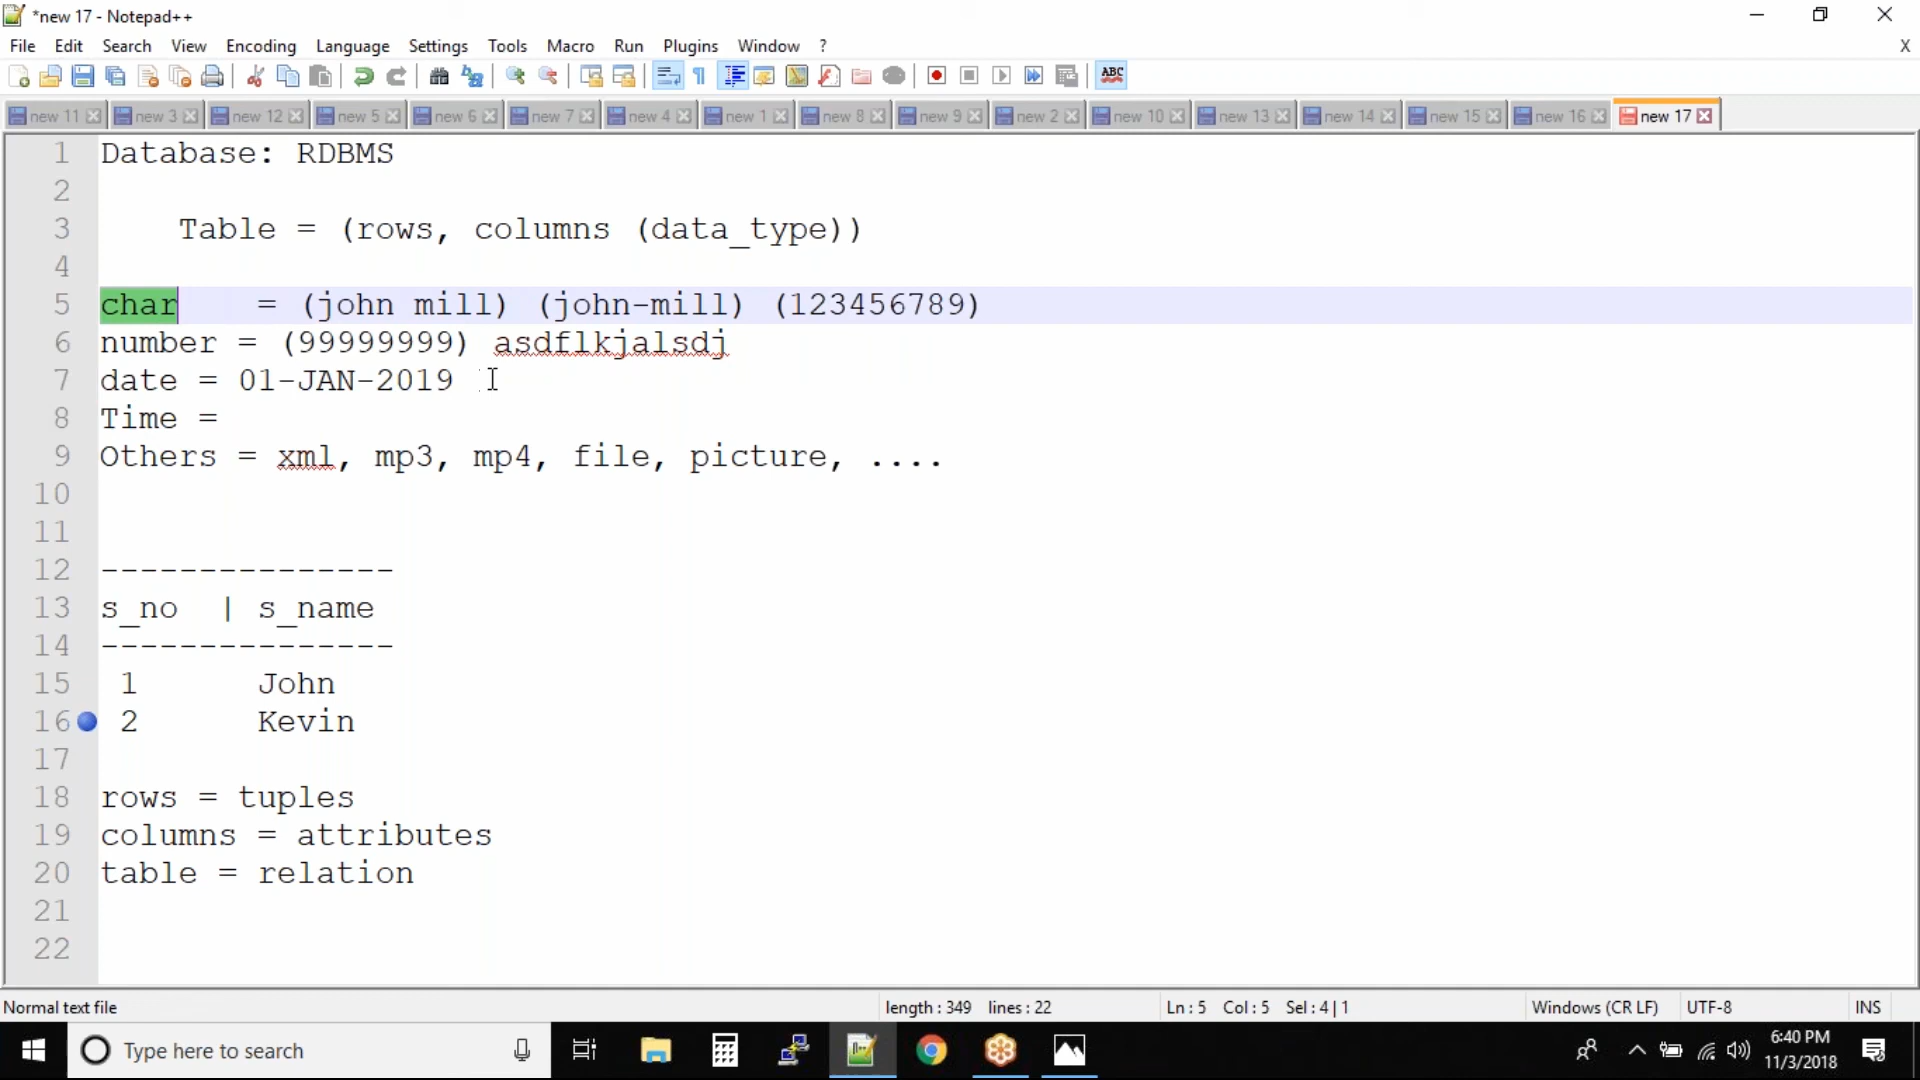 *new 17 - Notepad++
File Edit Search View Encoding Language Settings Tools Macro Run Plugins Window ? X
ABC
new 11 new 3 new 12 new 5 new 6 new 7 new 4 new 1 new 8 new 9 new 2 new 10 new 13 new 14 new 15 new 16 new 17
1 Database: RDBMS
2
3 Table = (rows, columns (data_type))
4
5 char = (john mill) (john-mill) (123456789)
6 number = (99999999) asdflkjalsdj
7 date = 01-JAN-2019
8 Time =
9 Others = xml, mp3, mp4, file, picture, ....
10
11
12 ---------------
13 s_no | s_name
14 ---------------
15 1 John
16 2 Kevin
17
18 rows = tuples
19 columns = attributes
20 table = relation
21
22
Normal text file length : 349 lines : 22 Ln : 5 Col : 5 Sel : 4 | 1 Windows (CR LF) UTF-8 INS
Type here to search
6:40 PM
11/3/2018